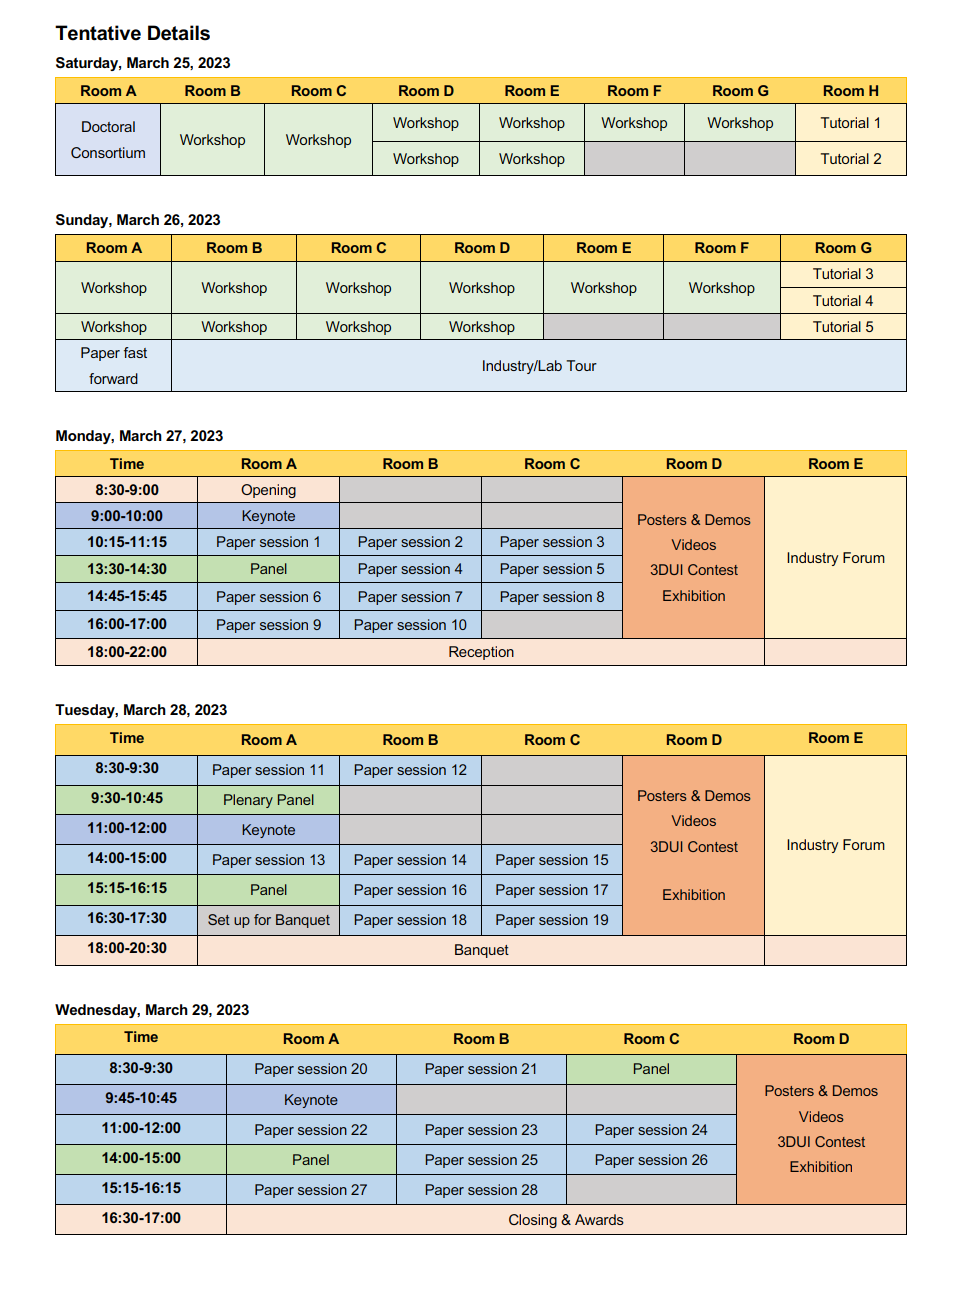 Tentative Details
Saturday, March 25, 2023
Room A Room B Room C Room D Room E Room F Room G Room H
Doctoral Consortium Workshop Workshop Workshop Workshop Workshop Workshop Tutorial 1
Workshop Workshop Tutorial 2
Sunday, March 26, 2023
Room A Room B Room C Room D Room E Room F Room G
Workshop Workshop Workshop Workshop Workshop Workshop Tutorial 3
Tutorial 4
Workshop Workshop Workshop Workshop Tutorial 5
Paper fast forward Industry/Lab Tour
Monday, March 27, 2023
Time Room A Room B Room C Room D Room E
8:30-9:00 Opening
9:00-10:00 Keynote
10:15-11:15 Paper session 1 Paper session 2 Paper session 3
13:30-14:30 Panel Paper session 4 Paper session 5
14:45-15:45 Paper session 6 Paper session 7 Paper session 8
16:00-17:00 Paper session 9 Paper session 10
Posters & Demos
Videos
3DUI Contest
Exhibition
Industry Forum
18:00-22:00 Reception
Tuesday, March 28, 2023
Time Room A Room B Room C Room D Room E
8:30-9:30 Paper session 11 Paper session 12
9:30-10:45 Plenary Panel
11:00-12:00 Keynote
14:00-15:00 Paper session 13 Paper session 14 Paper session 15
15:15-16:15 Panel Paper session 16 Paper session 17
16:30-17:30 Set up for Banquet Paper session 18 Paper session 19
Posters & Demos
Videos
3DUI Contest
Exhibition
Industry Forum
18:00-20:30 Banquet
Wednesday, March 29, 2023
Time Room A Room B Room C Room D
8:30-9:30 Paper session 20 Paper session 21 Panel
9:45-10:45 Keynote
11:00-12:00 Paper session 22 Paper session 23 Paper session 24
14:00-15:00 Panel Paper session 25 Paper session 26
15:15-16:15 Paper session 27 Paper session 28
Posters & Demos
Videos
3DUI Contest
Exhibition
16:30-17:00 Closing & Awards